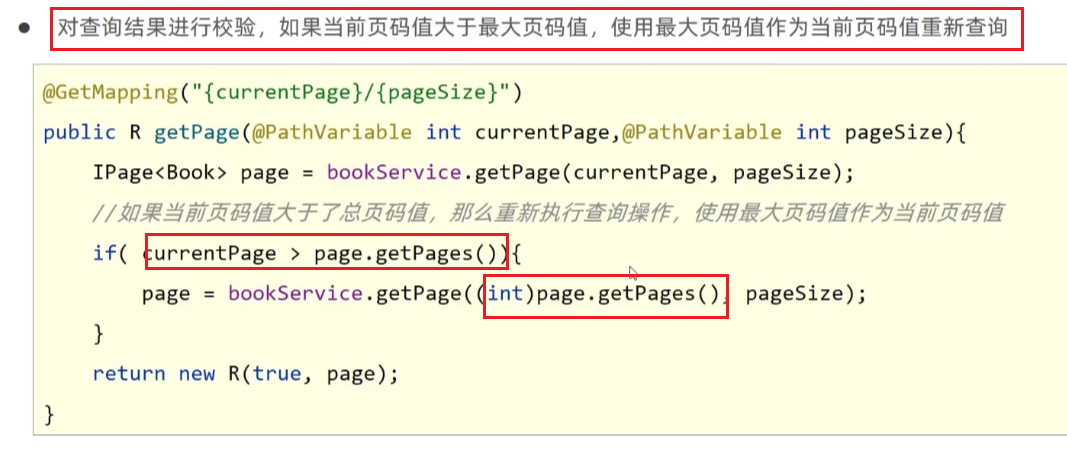 ● 对查询结果进行校验，如果当前页码值大于最大页码值，使用最大页码值作为当前页码值重新查询
@GetMapping("{currentPage}/{pageSize}")
public R getPage(@PathVariable int currentPage,@PathVariable int pageSize){
    IPage<Book> page = bookService.getPage(currentPage, pageSize);
    //如果当前页码值大于了总页码值，那么重新执行查询操作，使用最大页码值作为当前页码值
    if( currentPage > page.getPages()){
        page = bookService.getPage((int)page.getPages(), pageSize);
    }
    return new R(true, page);
}